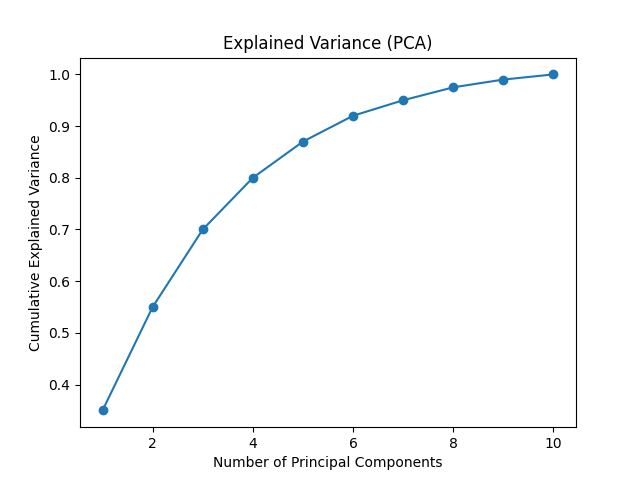 Explained Variance (PCA)
1.0
0.9
0.8
0.7
0.6
0.5
0.4
Cumulative Explained Variance
2 4 6 8 10
Number of Principal Components